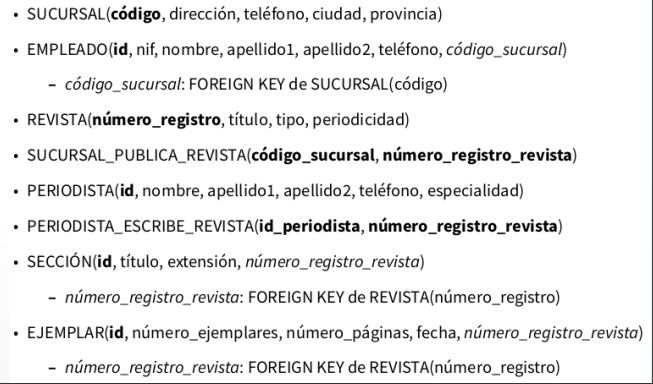 • SUCURSAL(código, dirección, teléfono, ciudad, provincia)
• EMPLEADO(id, nif, nombre, apellido1, apellido2, teléfono, código_sucursal)
– código_sucursal: FOREIGN KEY de SUCURSAL(código)
• REVISTA(número_registro, título, tipo, periodicidad)
• SUCURSAL_PUBLICA_REVISTA(código_sucursal, número_registro_revista)
• PERIODISTA(id, nombre, apellido1, apellido2, teléfono, especialidad)
• PERIODISTA_ESCRIBE_REVISTA(id_periodista, número_registro_revista)
• SECCIÓN(id, título, extensión, número_registro_revista)
– número_registro_revista: FOREIGN KEY de REVISTA(número_registro)
• EJEMPLAR(id, número_ejemplares, número_páginas, fecha, número_registro_revista)
– número_registro_revista: FOREIGN KEY de REVISTA(número_registro)